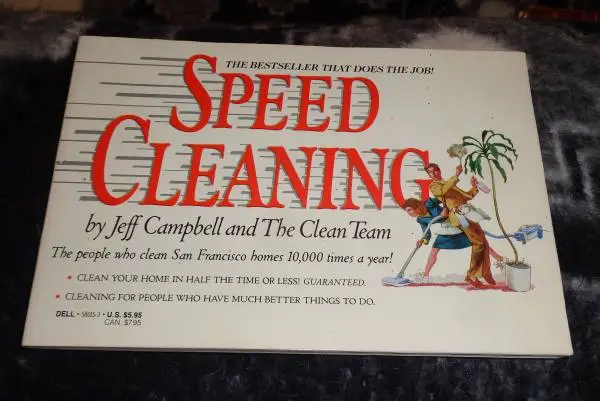 THE BESTSELLER THAT DOES THE JOB!
SPEED
CLEANING
by Jeff Campbell and The Clean Team
The people who clean San Francisco homes 10,000 times a year!
• CLEAN YOUR HOME IN HALF THE TIME OR LESS! GUARANTEED.
• CLEANING FOR PEOPLE WHO HAVE MUCH BETTER THINGS TO DO.
DELL • • U.S. $5.95
CAN. $7.95